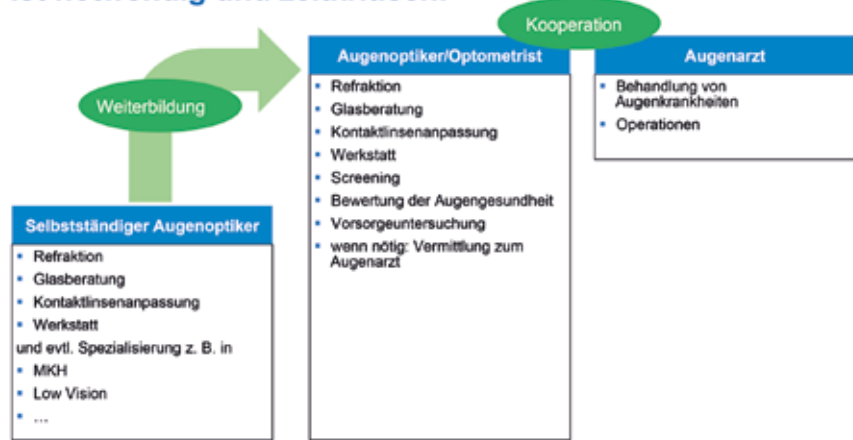 Kooperation
Weiterbildung
Augenoptiker/Optometrist
▪ Refraktion
▪ Glasberatung
▪ Kontaktlinsenanpassung
▪ Werkstatt
▪ Screening
▪ Bewertung der Augengesundheit
▪ Vorsorgeuntersuchung
▪ wenn nötig: Vermittlung zum
Augenarzt
Augenarzt
▪ Behandlung von
Augenkrankheiten
▪ Operationen
Selbstständiger Augenoptiker
▪ Refraktion
▪ Glasberatung
▪ Kontaktlinsenanpassung
▪ Werkstatt
und evtl. Spezialisierung z. B. in
▪ MKH
▪ Low Vision
▪ ...